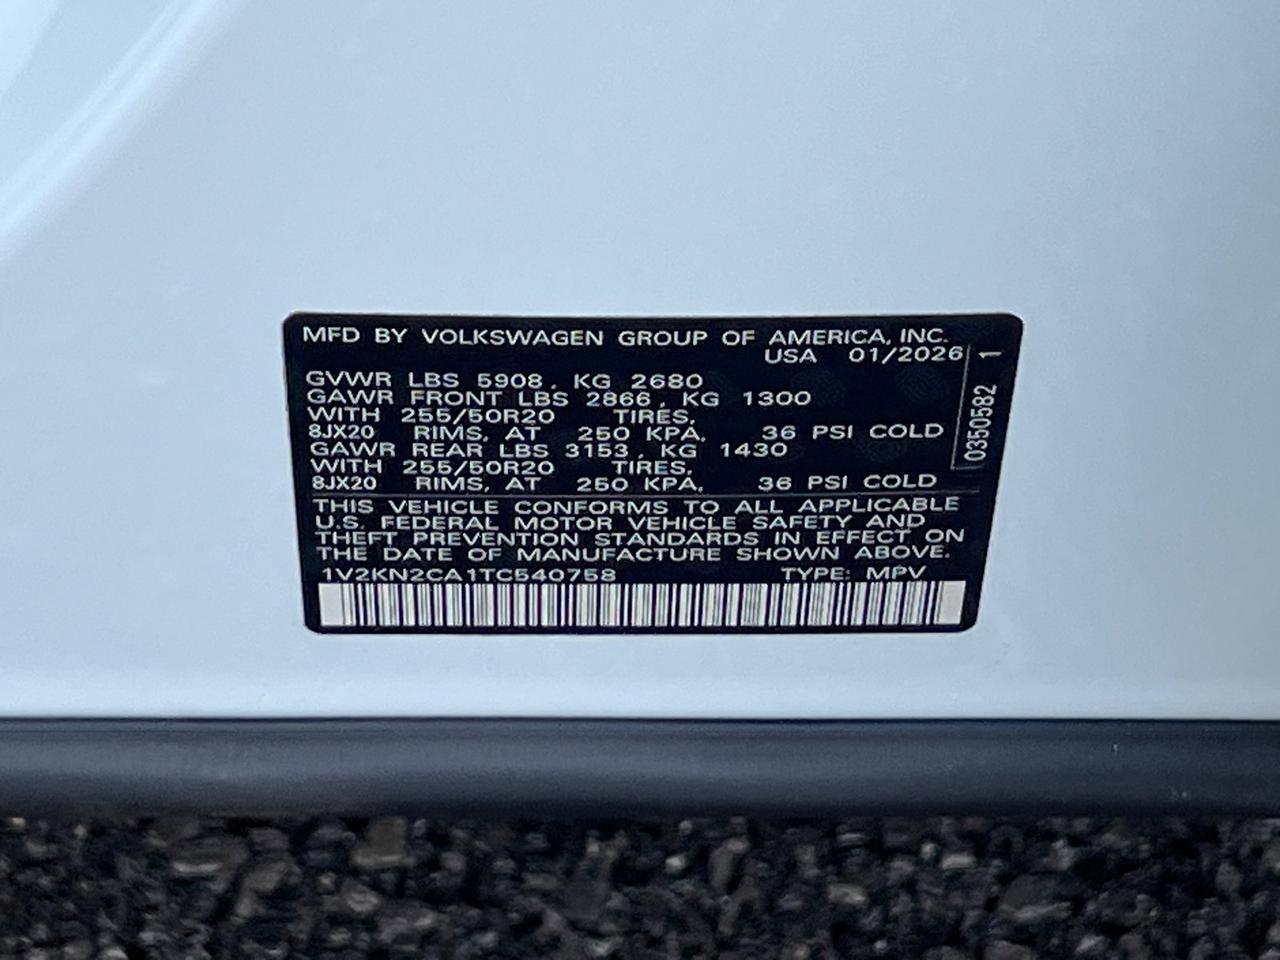 MFD BY VOLKSWAGEN GROUP OF AMERICA, INC.
USA 01/2026
GVWR LBS 5908, KG 2680
GAWR FRONT LBS 2866, KG 1300
WITH 255/50R20 TIRES,
8JX20 RIMS, AT 250 KPA, 36 PSI COLD
GAWR REAR LBS 3153, KG 1430
WITH 255/50R20 TIRES,
8JX20 RIMS, AT 250 KPA, 36 PSI COLD
THIS VEHICLE CONFORMS TO ALL APPLICABLE
U.S. FEDERAL MOTOR VEHICLE SAFETY AND
THEFT PREVENTION STANDARDS IN EFFECT ON
THE DATE OF MANUFACTURE SHOWN ABOVE.
1V2KN2CA1TC540758 TYPE: MPV
0350582 1